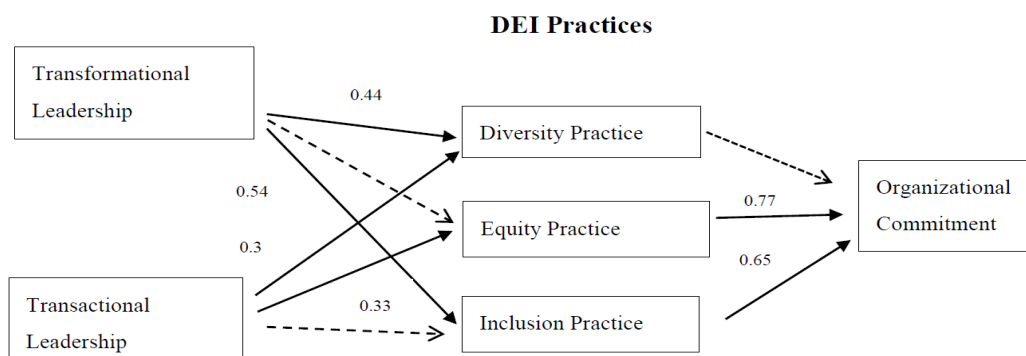 DEI Practices
Transformational
Leadership
0.44
Diversity Practice
0.54
0.77
Organizational
Commitment
Equity Practice
0.3
0.65
0.33
Transactional
Leadership
Inclusion Practice